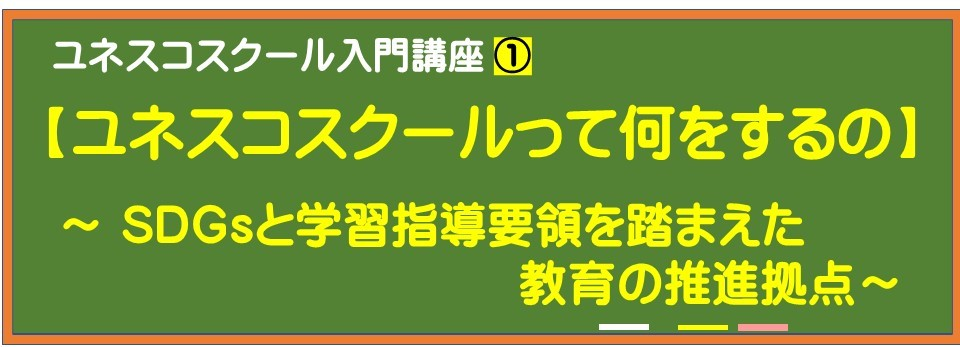 ユネスコスクール入門講座 ①
【ユネスコスクールって何をするの】
～ SDGsと学習指導要領を踏まえた
教育の推進拠点～